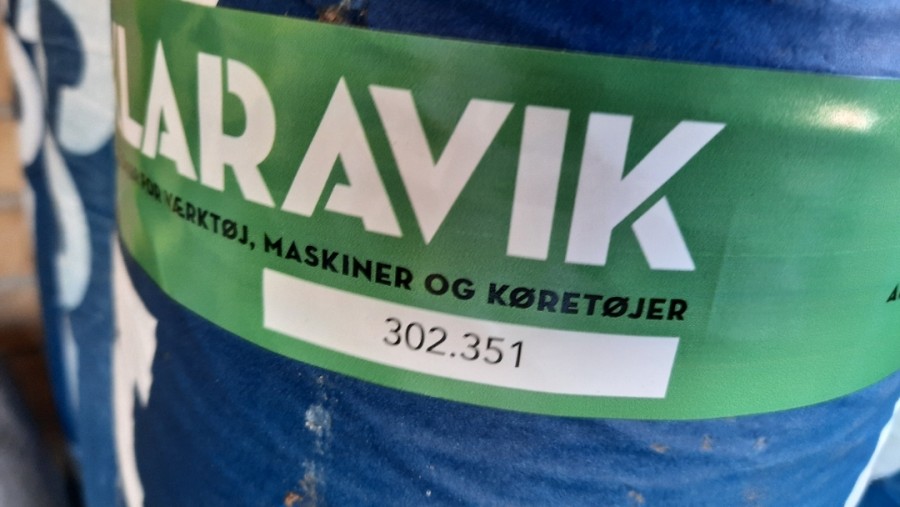 LARAVIK
FOR VÆRKTØJ, MASKINER OG KØRETØJER
302.351